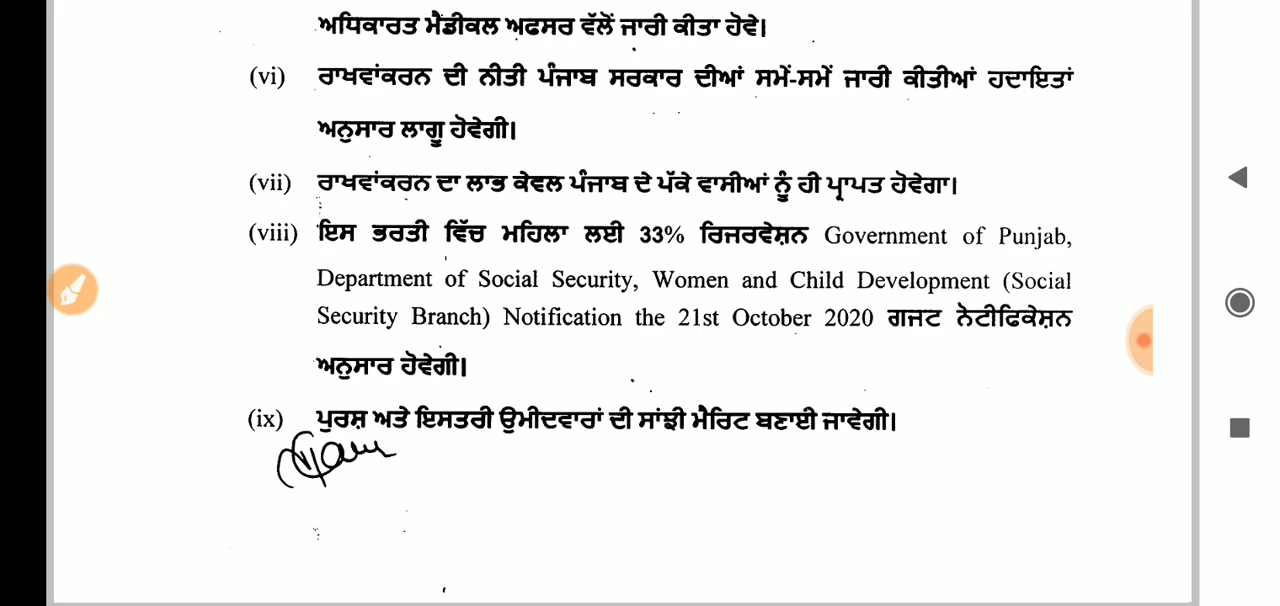 ਅਧਿਕਾਰਤ ਮੈਡੀਕਲ ਅਫਸਰ ਵੱਲੋਂ ਜਾਰੀ ਕੀਤਾ ਹੋਵੇ।
(vi) ਰਾਖਵਾਂਕਰਨ ਦੀ ਨੀਤੀ ਪੰਜਾਬ ਸਰਕਾਰ ਦੀਆਂ ਸਮੇਂ-ਸਮੇਂ ਜਾਰੀ ਕੀਤੀਆਂ ਹਦਾਇਤਾਂ
ਅਨੁਸਾਰ ਲਾਗੂ ਹੋਵੇਗੀ।
(vii) ਰਾਖਵਾਂਕਰਨ ਦਾ ਲਾਭ ਕੇਵਲ ਪੰਜਾਬ ਦੇ ਪੱਕੇ ਵਾਸੀਆਂ ਨੂੰ ਹੀ ਪ੍ਰਾਪਤ ਹੋਵੇਗਾ।
(viii) ਇਸ ਭਰਤੀ ਵਿੱਚ ਮਹਿਲਾ ਲਈ 33% ਰਿਜਰਵੇਸ਼ਨ Government of Punjab,
Department of Social Security, Women and Child Development (Social
Security Branch) Notification the 21st October 2020 ਗਜਟ ਨੋਟੀਫਿਕੇਸ਼ਨ
ਅਨੁਸਾਰ ਹੋਵੇਗੀ।
(ix) ਪੁਰਸ਼ ਅਤੇ ਇਸਤਰੀ ਉਮੀਦਵਾਰਾਂ ਦੀ ਸਾਂਝੀ ਮੈਰਿਟ ਬਣਾਈ ਜਾਵੇਗੀ।